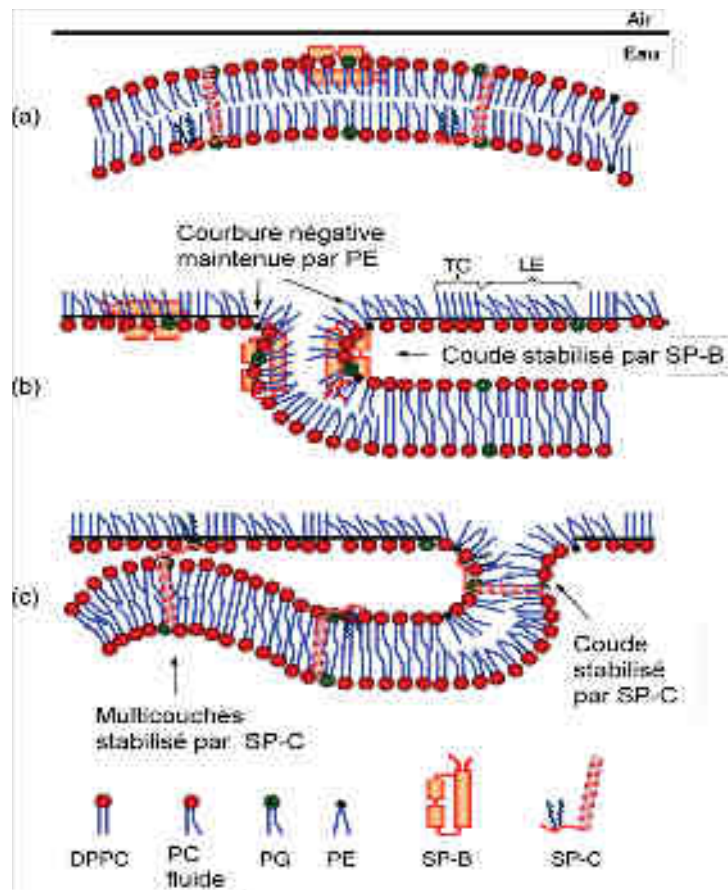 Air
Eau
(a)
Courbure négative
maintenue par PE
TC
LE
Coude stabilisé par SP-B
(b)
(c)
Coude
stabilisé
par SP-C
Multicouches
stabilisé par SP-C
DPPC
PC
fluide
PG
PE
SP-B
SP-C